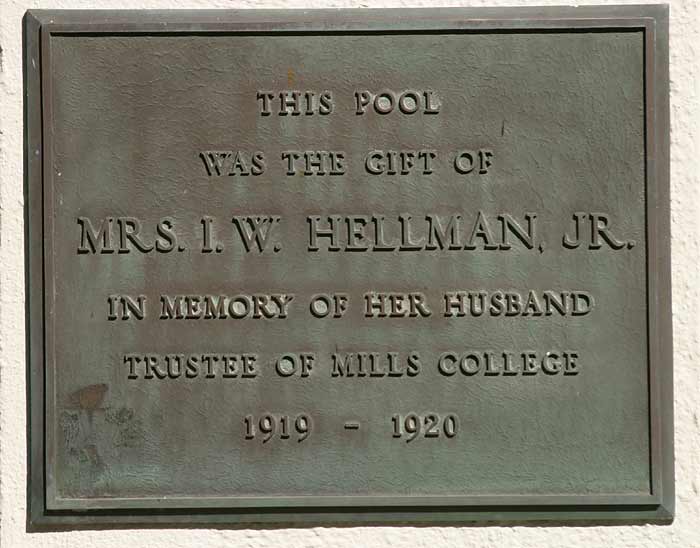 THIS POOL
WAS THE GIFT OF
MRS. I. W. HELLMAN, JR.
IN MEMORY OF HER HUSBAND
TRUSTEE OF MILLS COLLEGE
1919 - 1920